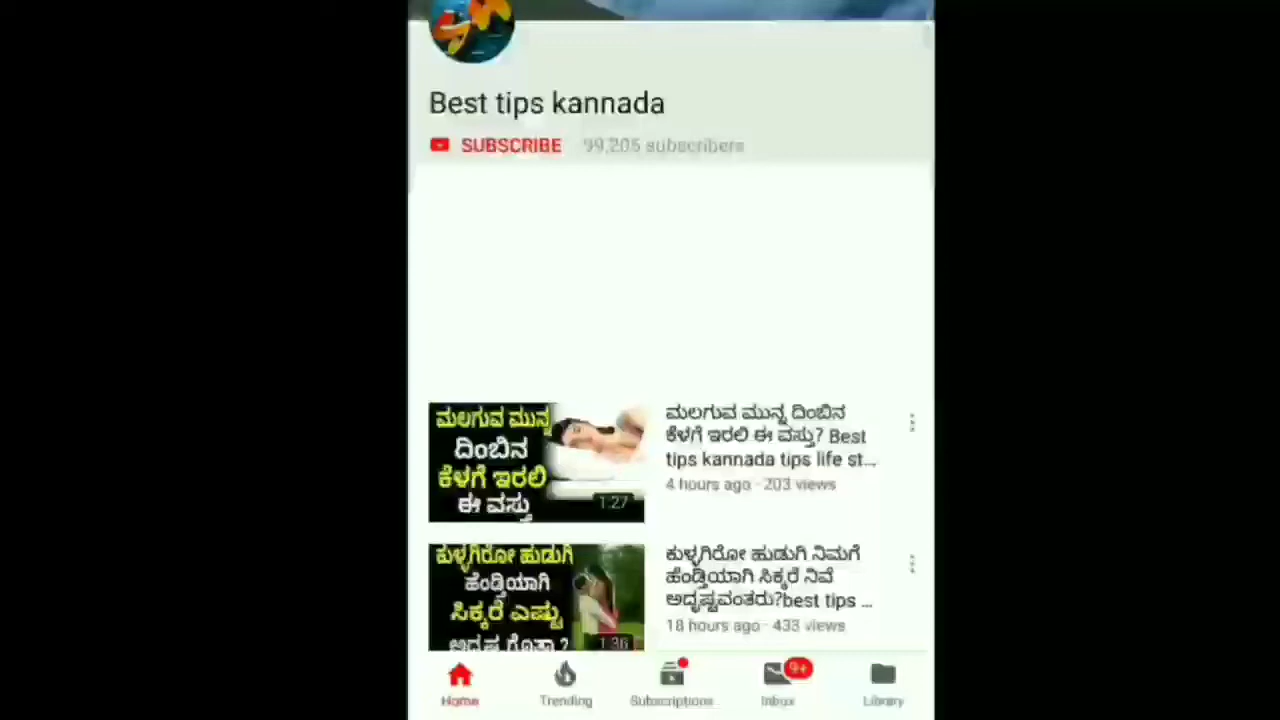 Best tips kannada
SUBSCRIBE 99,205 subscribers
ಮಲಗುವ ಮುನ್ನ
ದಿಂಬಿನ
ಕೆಳಗೆ ಇರಲಿ
ಈ ವಸ್ತು
1:27
ಮಲಗುವ ಮುನ್ನ ದಿಂಬಿನ
ಕೆಳಗೆ ಇರಲಿ ಈ ವಸ್ತು? Best
tips kannada tips life st...
4 hours ago · 203 views
ಕುಳ್ಳಗಿರೋ ಹುಡುಗಿ
ಹೆಂಡ್ತಿಯಾಗಿ
ಸಿಕ್ಕರೆ ಎಷ್ಟು
ಅದೃಷ್ಟ ಗೊತ್ತಾ?
1:36
ಕುಳ್ಳಗಿರೋ ಹುಡುಗಿ ನಿಮಗೆ
ಹೆಂಡ್ತಿಯಾಗಿ ಸಿಕ್ಕರೆ ನಿವೆ
ಅದೃಷ್ಟವಂತರು?best tips ...
18 hours ago · 433 views
9+
Home Trending Subscriptions Inbox Library